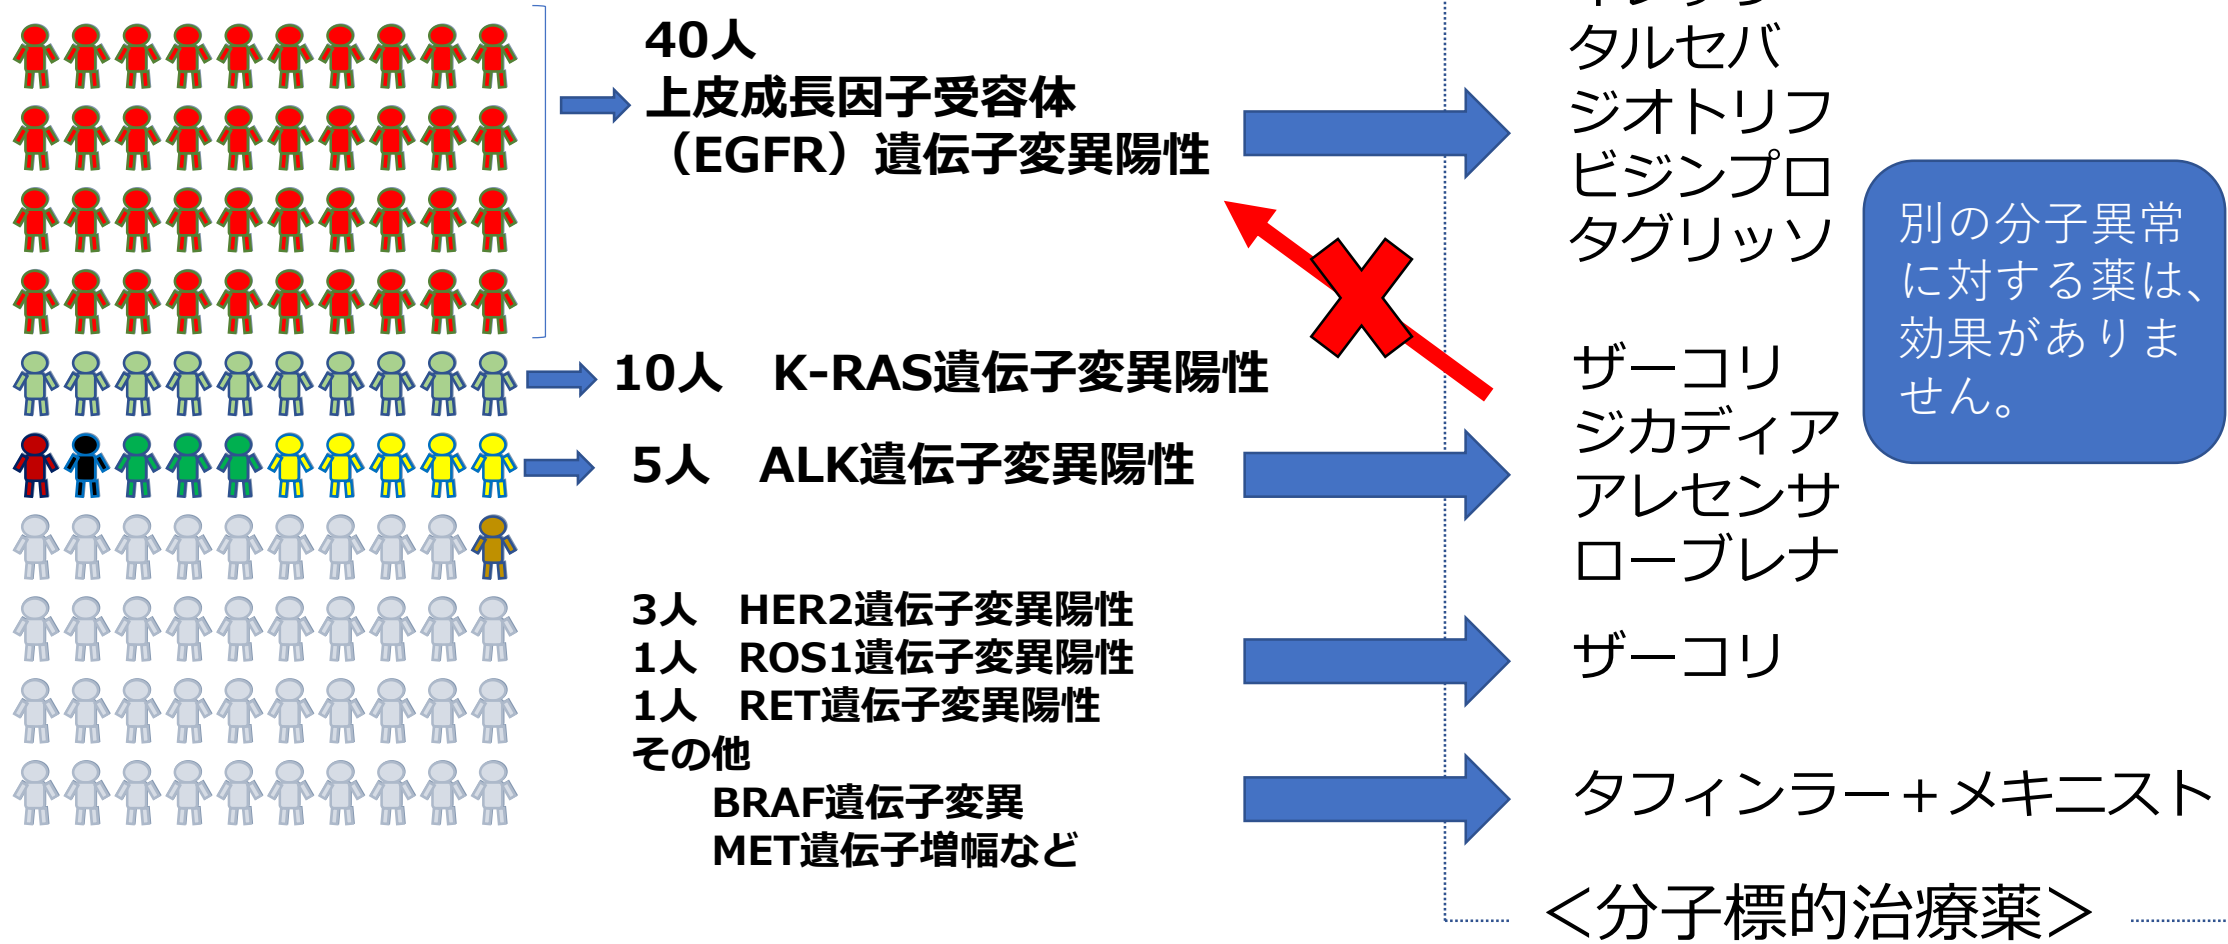 40人
上皮成長因子受容体
（EGFR）遺伝子変異陽性
タルセバ
ジオトリフ
ビジンプロ
タグリッソ
別の分子異常
に対する薬は、
効果がありま
せん。
10人　K-RAS遺伝子変異陽性
5人　ALK遺伝子変異陽性
ザーコリ
ジカディア
アレセンサ
ローブレナ
3人　HER2遺伝子変異陽性
1人　ROS1遺伝子変異陽性
1人　RET遺伝子変異陽性
その他
BRAF遺伝子変異
MET遺伝子増幅など
ザーコリ
タフィンラー＋メキニスト
＜分子標的治療薬＞